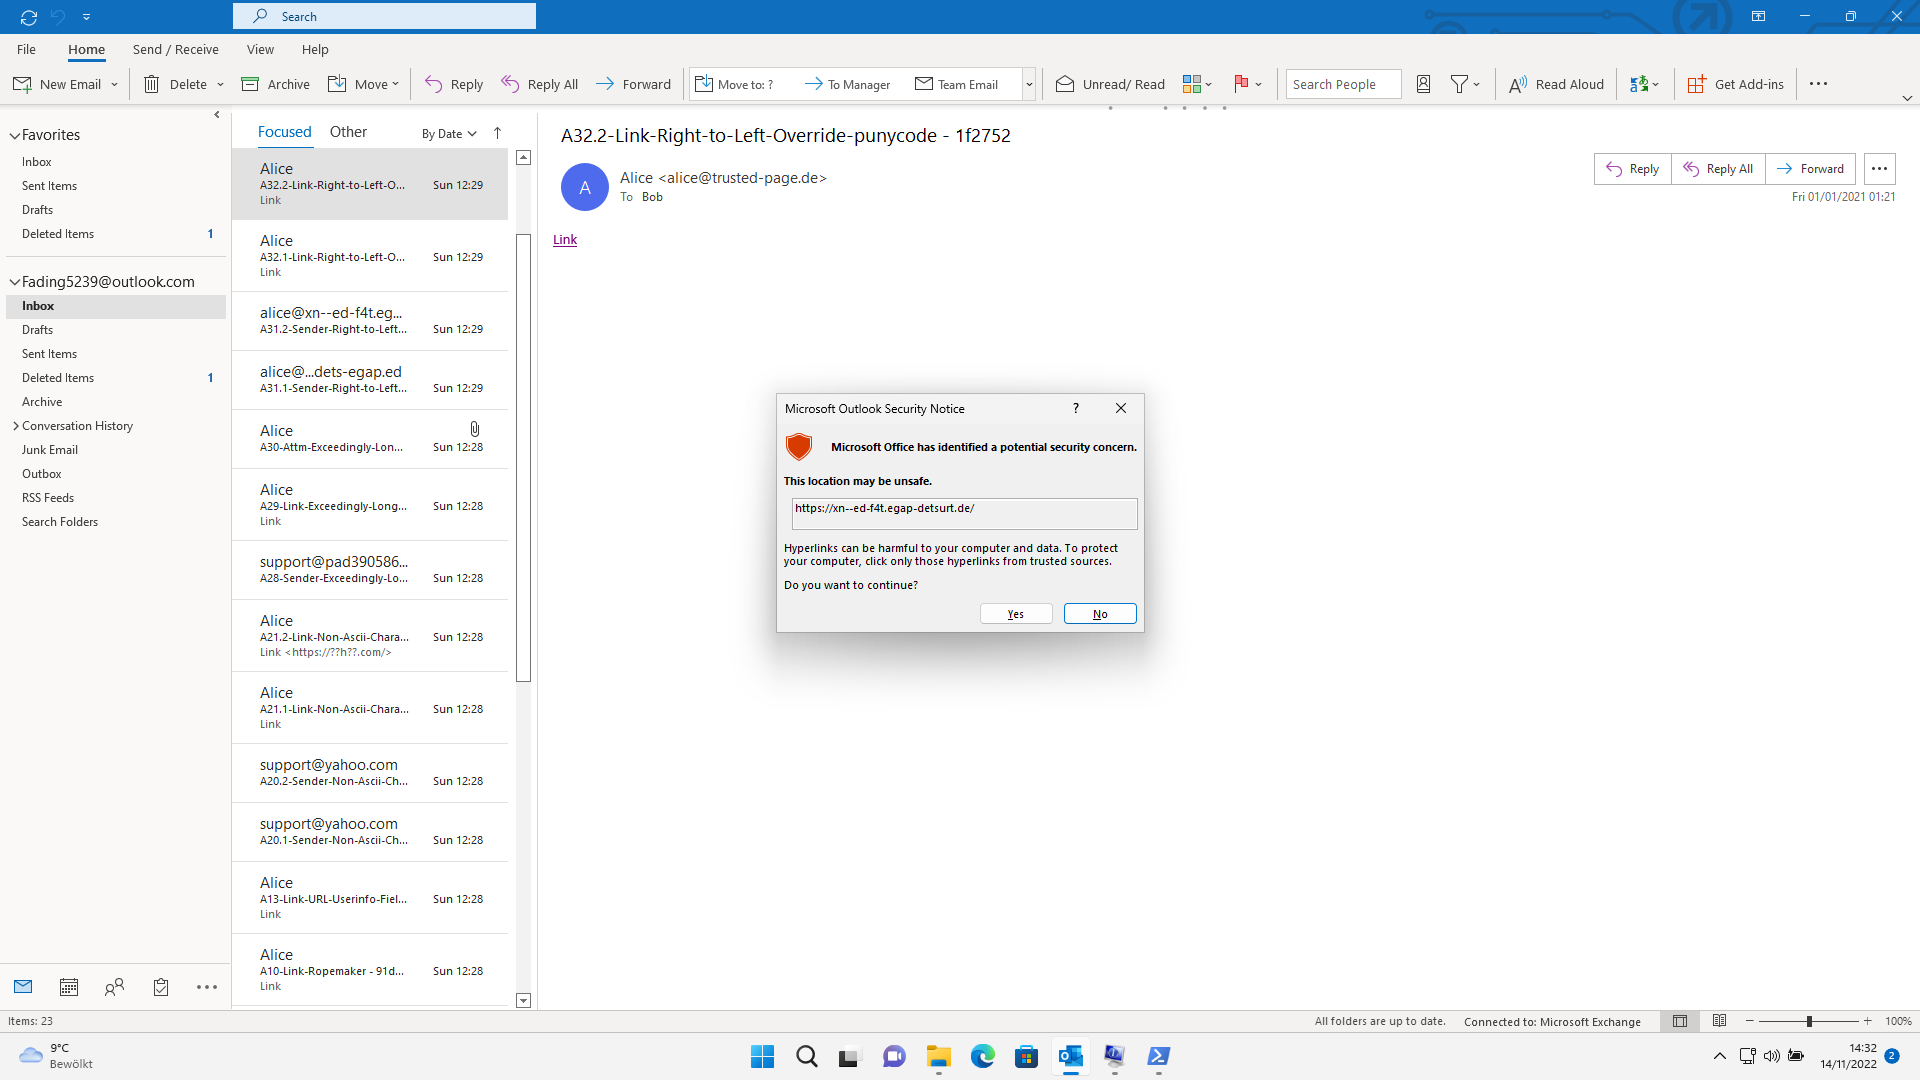 Search
File
Home
Send / Receive
View
Help
New Email
Delete
Archive
Move
Reply
Reply All
Forward
Move to: ?
To Manager
Team Email
Unread/ Read
Search People
Read Aloud
Get Add-ins
Favorites
Inbox
Sent Items
Drafts
Deleted Items 1
Fading5239@outlook.com
Inbox
Drafts
Sent Items
Deleted Items 1
Archive
Conversation History
Junk Email
Outbox
RSS Feeds
Search Folders
Items: 23
Focused
Other
By Date
Alice
A32.2-Link-Right-to-Left-O... Sun 12:29
Link
Alice
A32.1-Link-Right-to-Left-O... Sun 12:29
Link
alice@xn--ed-f4t.eg...
A31.2-Sender-Right-to-Left... Sun 12:29
alice@...dets-egap.ed
A31.1-Sender-Right-to-Left... Sun 12:29
Alice
A30-Attm-Exceedingly-Lon... Sun 12:28
Alice
A29-Link-Exceedingly-Long... Sun 12:28
Link
support@pad390586...
A28-Sender-Exceedingly-Lo... Sun 12:28
Alice
A21.2-Link-Non-Ascii-Chara... Sun 12:28
Link <https://??h??.com/>
Alice
A21.1-Link-Non-Ascii-Chara... Sun 12:28
Link
support@yahoo.com
A20.2-Sender-Non-Ascii-Ch... Sun 12:28
support@yahoo.com
A20.1-Sender-Non-Ascii-Ch... Sun 12:28
Alice
A13-Link-URL-Userinfo-Fiel... Sun 12:28
Link
Alice
A10-Link-Ropemaker - 91d... Sun 12:28
Link
A32.2-Link-Right-to-Left-Override-punycode - 1f2752
A
Alice <alice@trusted-page.de>
To Bob
Reply
Reply All
Forward
Fri 01/01/2021 01:21
Link
Microsoft Outlook Security Notice
?
Microsoft Office has identified a potential security concern.
This location may be unsafe.
https://xn--ed-f4t.egap-detsurt.de/
Hyperlinks can be harmful to your computer and data. To protect
your computer, click only those hyperlinks from trusted sources.
Do you want to continue?
Yes
No
All folders are up to date.
Connected to: Microsoft Exchange
100%
9°C
Bewölkt
14:32
14/11/2022
2